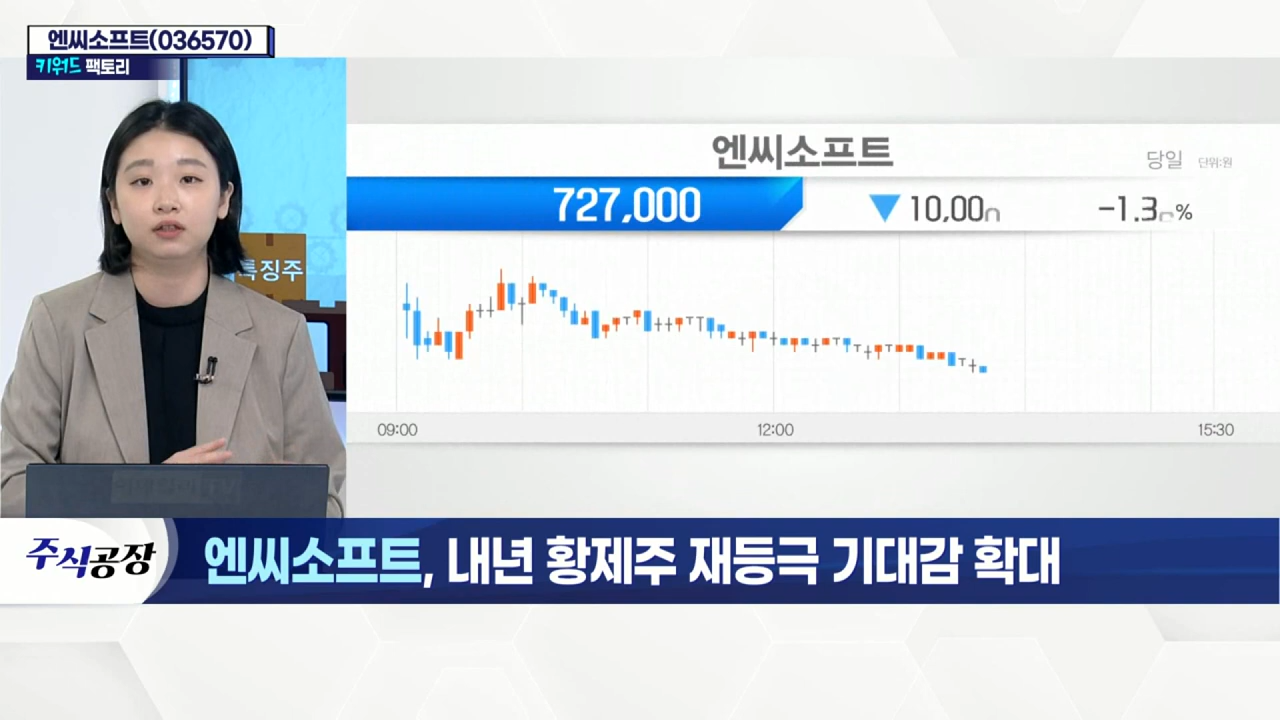 엔씨소프트(036570)
키워드 팩토리
특징주
엔씨소프트
당일 단위:원
727,000 ▼10,00 -1.3 %
09:00 12:00 15:30
주식공장
엔씨소프트, 내년 황제주 재등극 기대감 확대